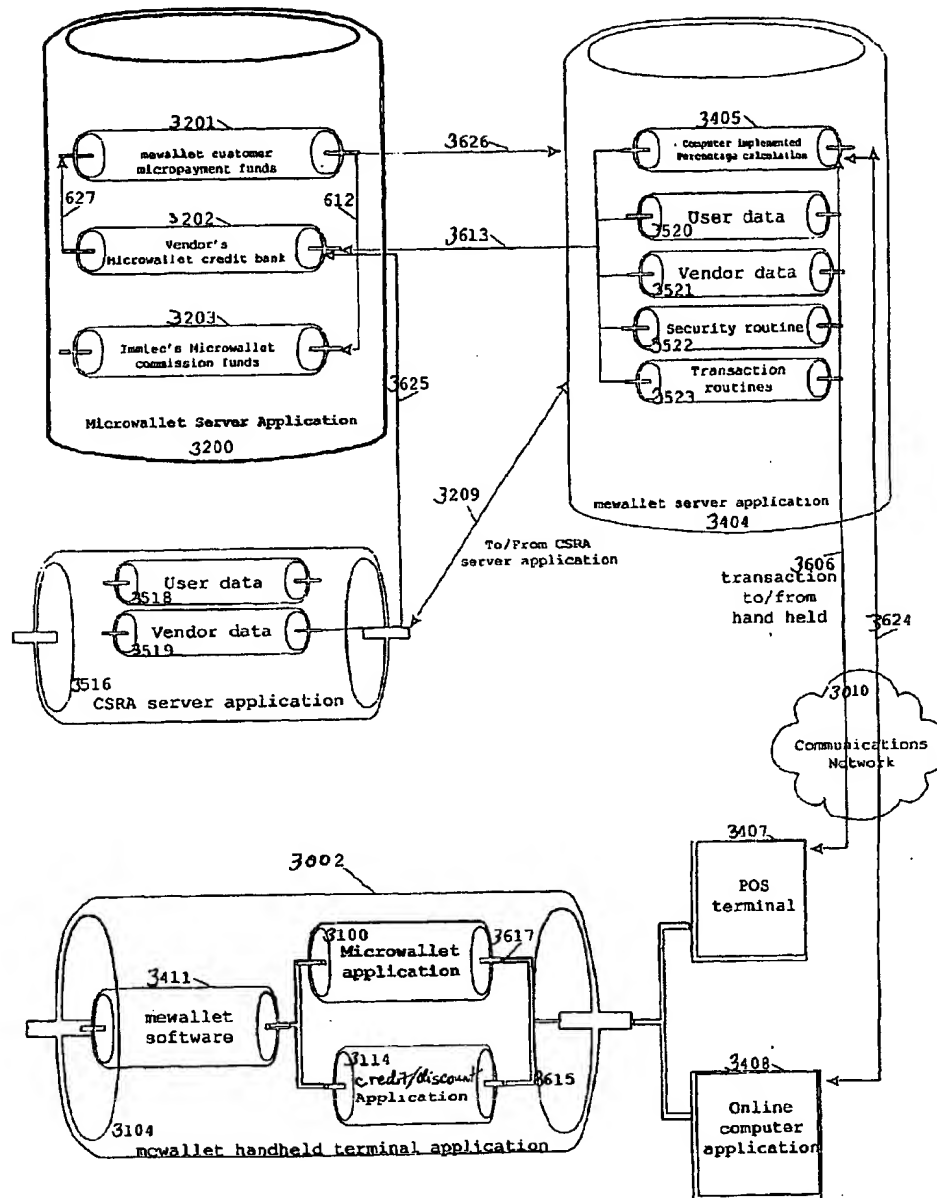 3201
mewallet customer
micropayment funds
627
612
3202
Vendor's
Microwallet credit bank
3203
Immlec's Microwallet
commission funds
Microwallet Server Application
3200
3626
3613
3625
3405
Computer implemented
Percentage calculation
User data
3520
Vendor data
3521
Security routine
3522
Transaction
routines
3523
mewallet server application
3404
3209
To/From CSRA
server application
User data
3518
Vendor data
3519
3516
CSRA server application
3606
transaction
to/from
hand held
3624
3010
Communications
Network
3002
3411
mewallet
software
3100
Microwallet
application
3617
3114
credit/discount
Application
3615
3104
mewallet handheld terminal application
3407
POS
terminal
3408
Online
computer
application